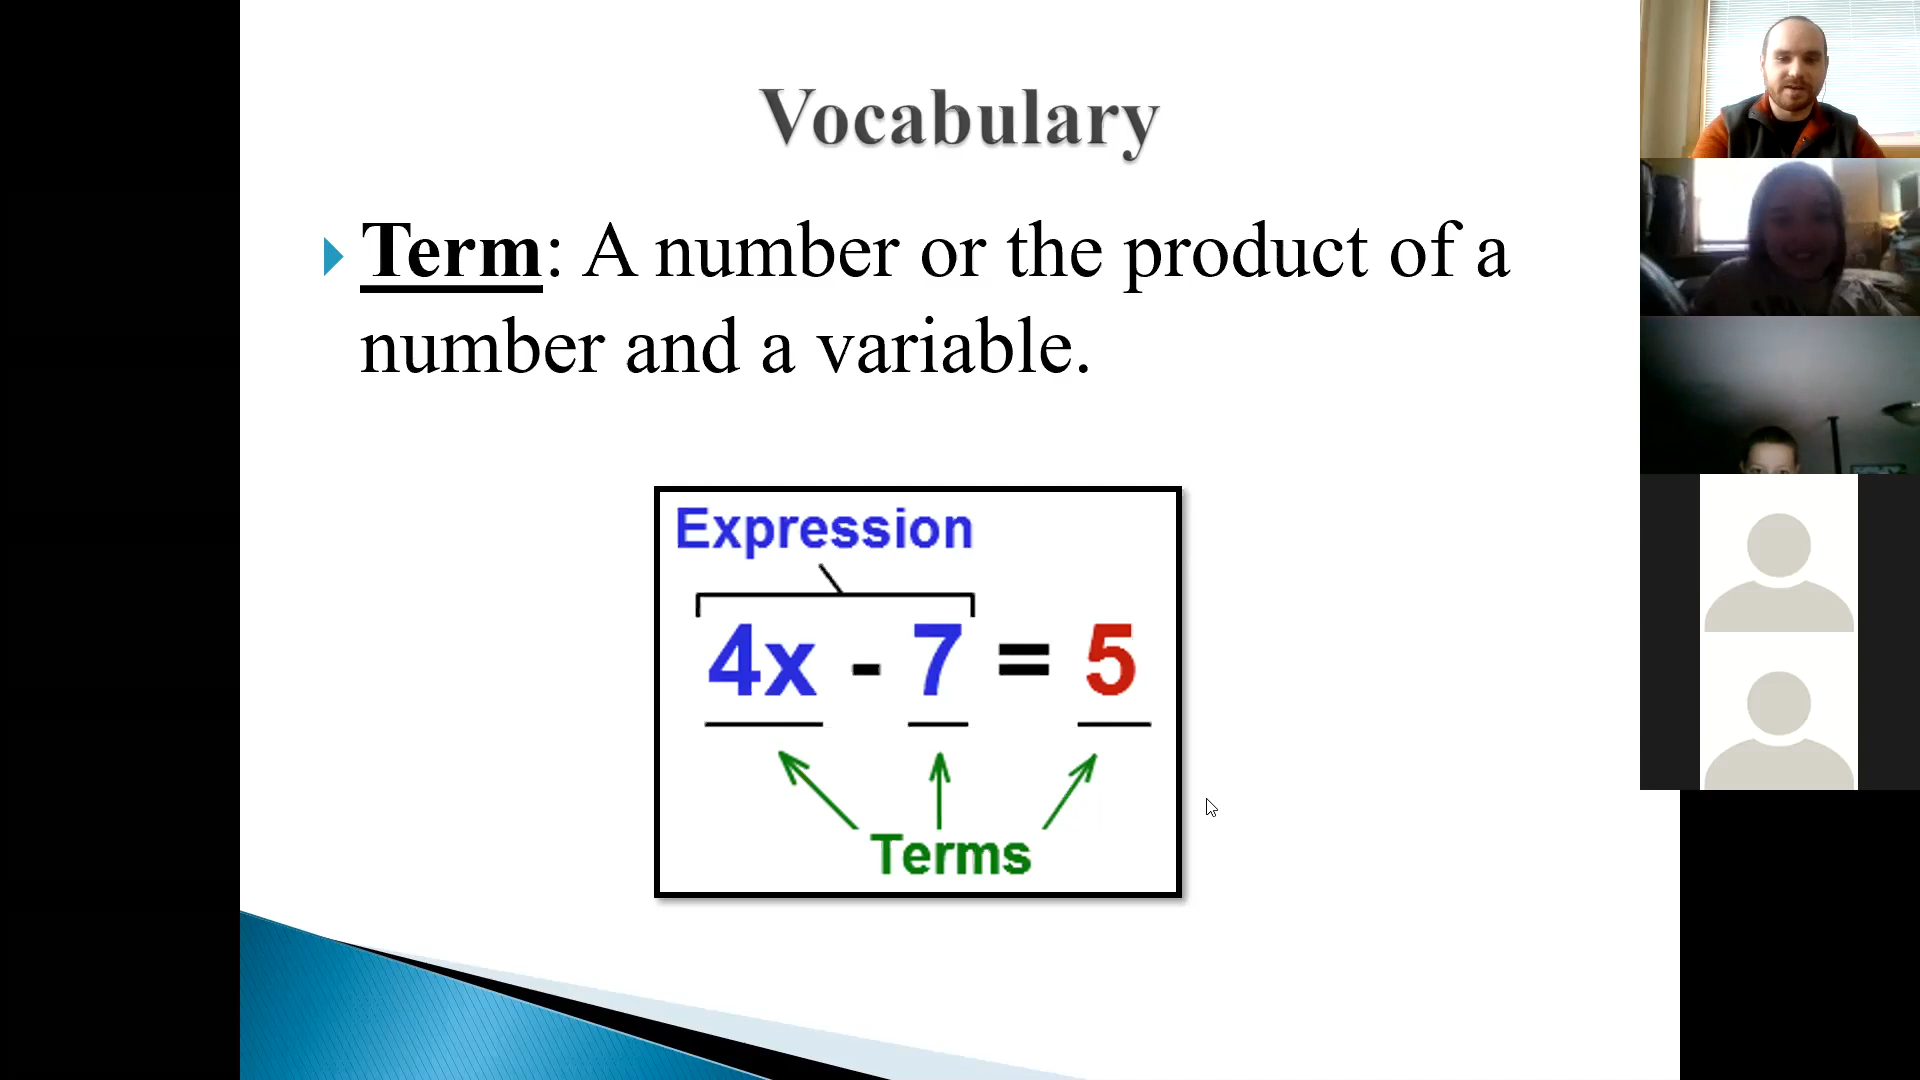 Vocabulary
Term: A number or the product of a
number and a variable.
Expression
4x - 7 = 5
Terms